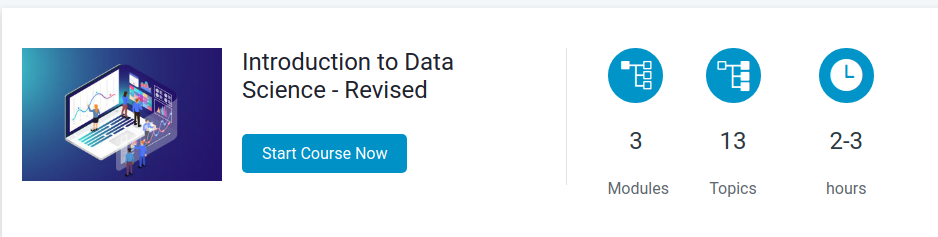 Introduction to Data
Science - Revised
Start Course Now
3
Modules
13
Topics
2-3
hours